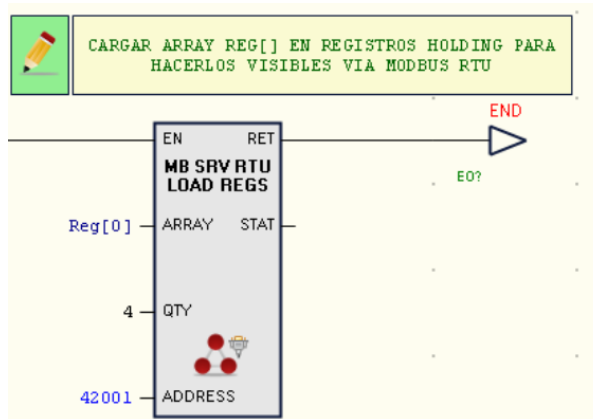 CARGAR ARRAY REG[] EN REGISTROS HOLDING PARA
HACERLOS VISIBLES VIA MODBUS RTU
END
EN RET
MB SRV RTU
LOAD REGS
E0?
Reg[0] ARRAY STAT
4 QTY
42001 ADDRESS